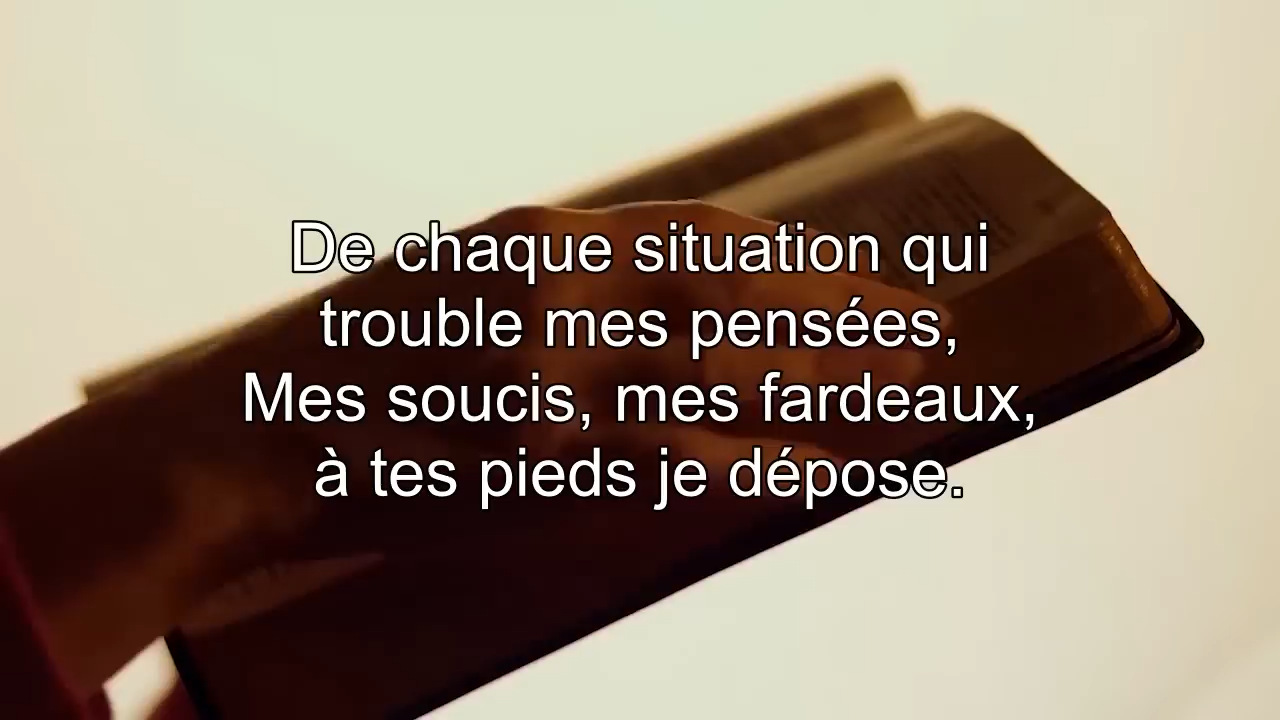 De chaque situation qui
trouble mes pensées,
Mes soucis, mes fardeaux,
à tes pieds je dépose.